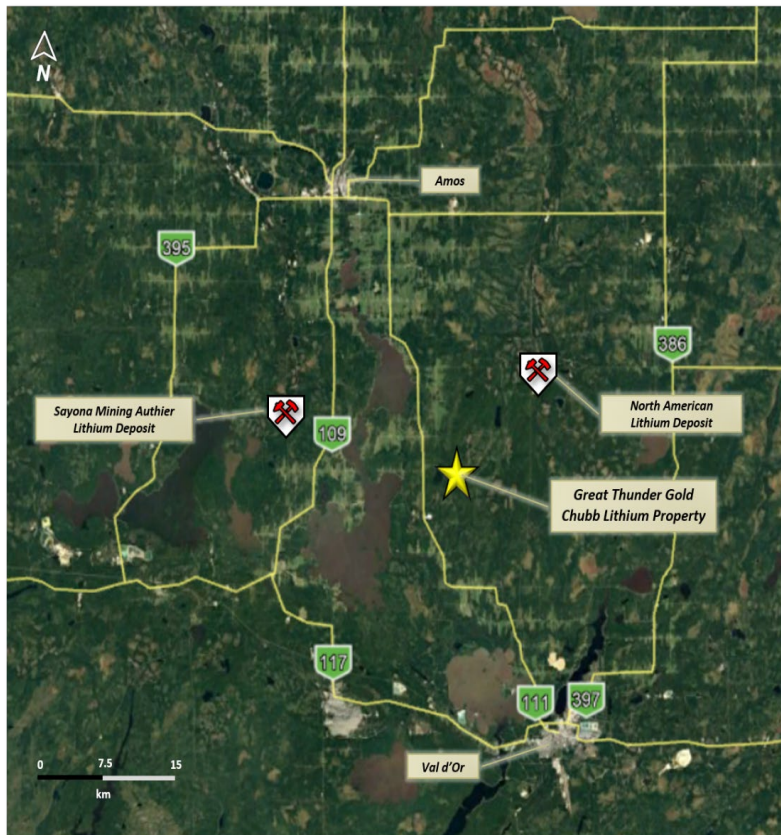 N
Amos
395
386
Sayona Mining Authier
Lithium Deposit
North American
Lithium Deposit
109
Great Thunder Gold
Chubb Lithium Property
117
111
397
Val d'Or
0 7.5 15
km